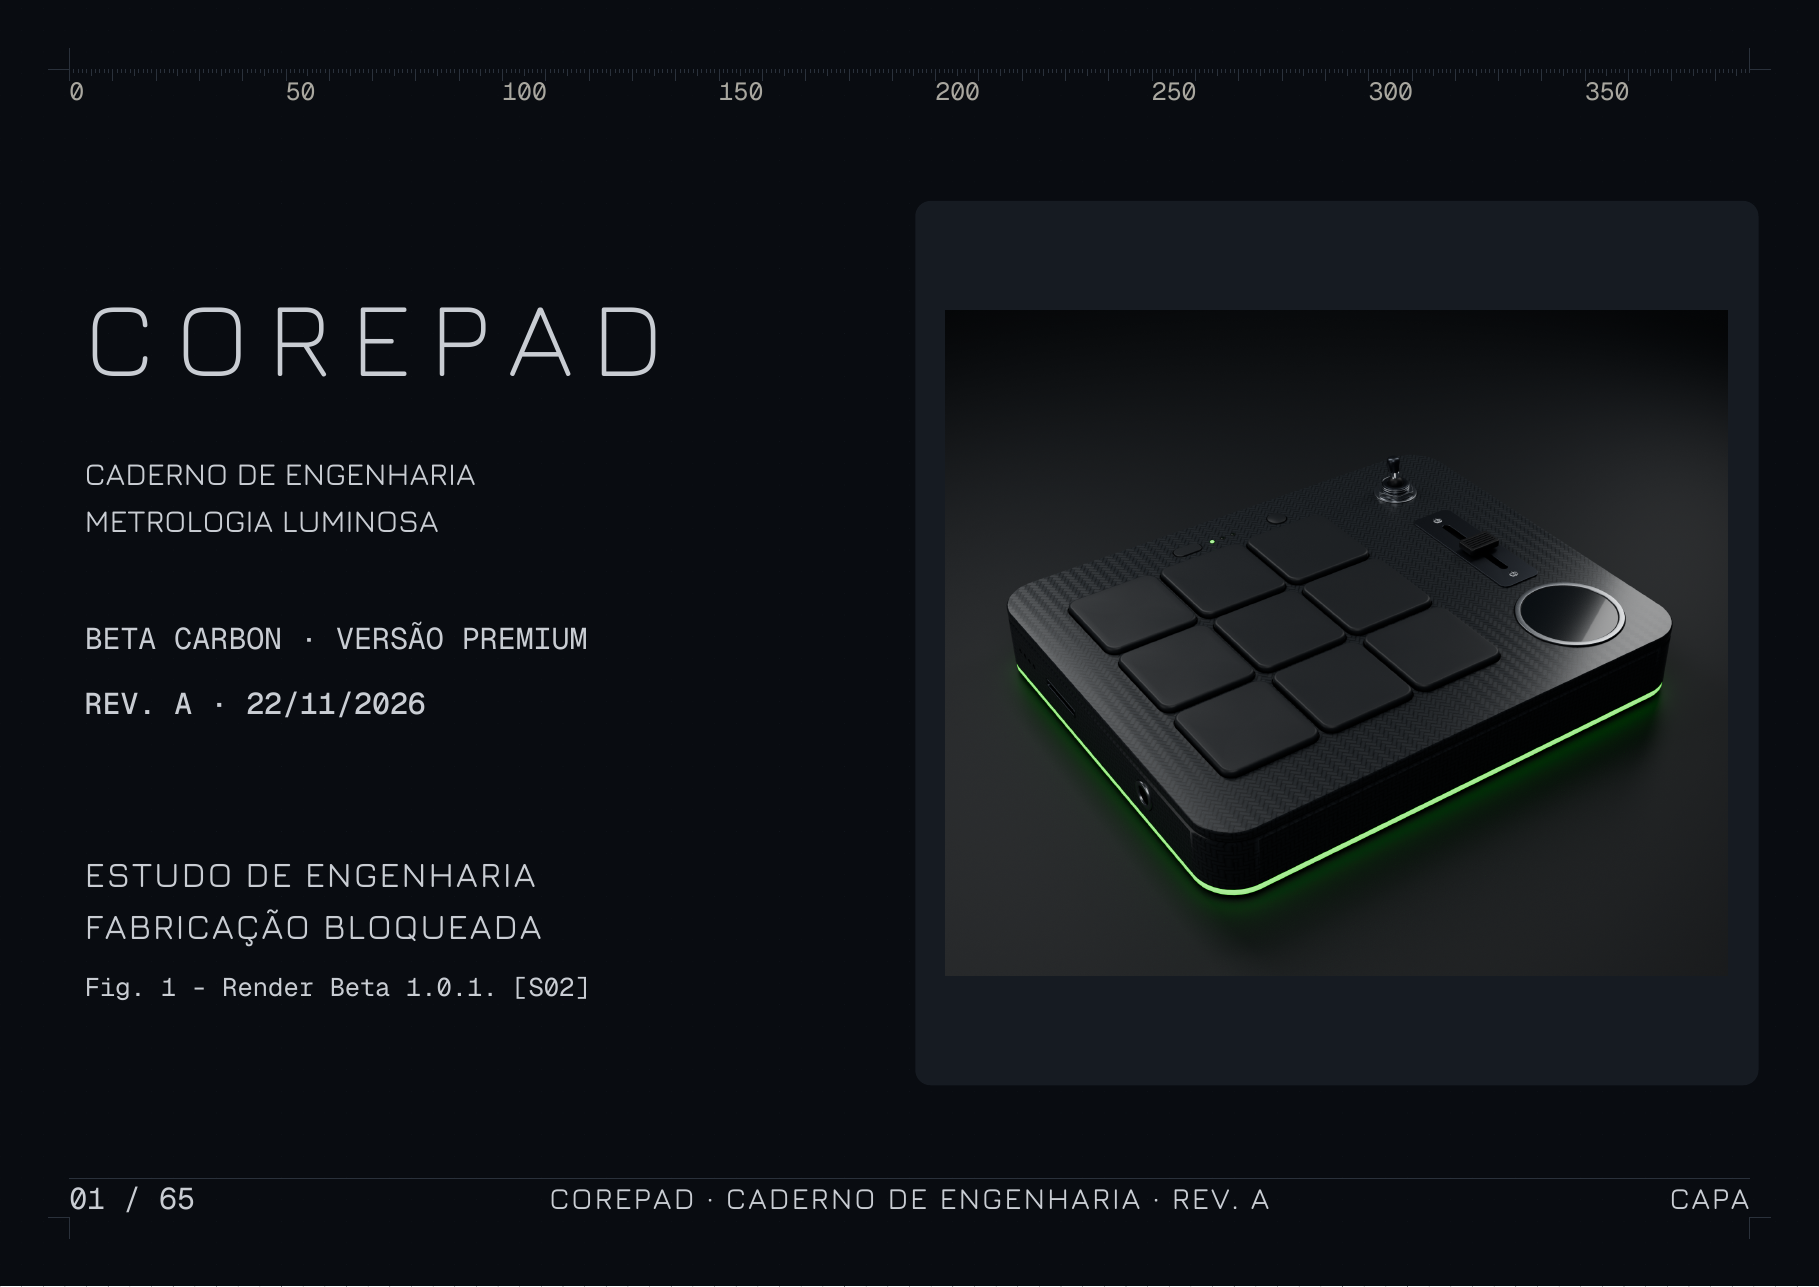 0 50 100 150 200 250 300 350
COREPAD
CADERNO DE ENGENHARIA
METROLOGIA LUMINOSA
BETA CARBON · VERSÃO PREMIUM
REV. A · 22/11/2026
ESTUDO DE ENGENHARIA
FABRICAÇÃO BLOQUEADA
Fig. 1 - Render Beta 1.0.1. [S02]
01 / 65 COREPAD · CADERNO DE ENGENHARIA · REV. A CAPA